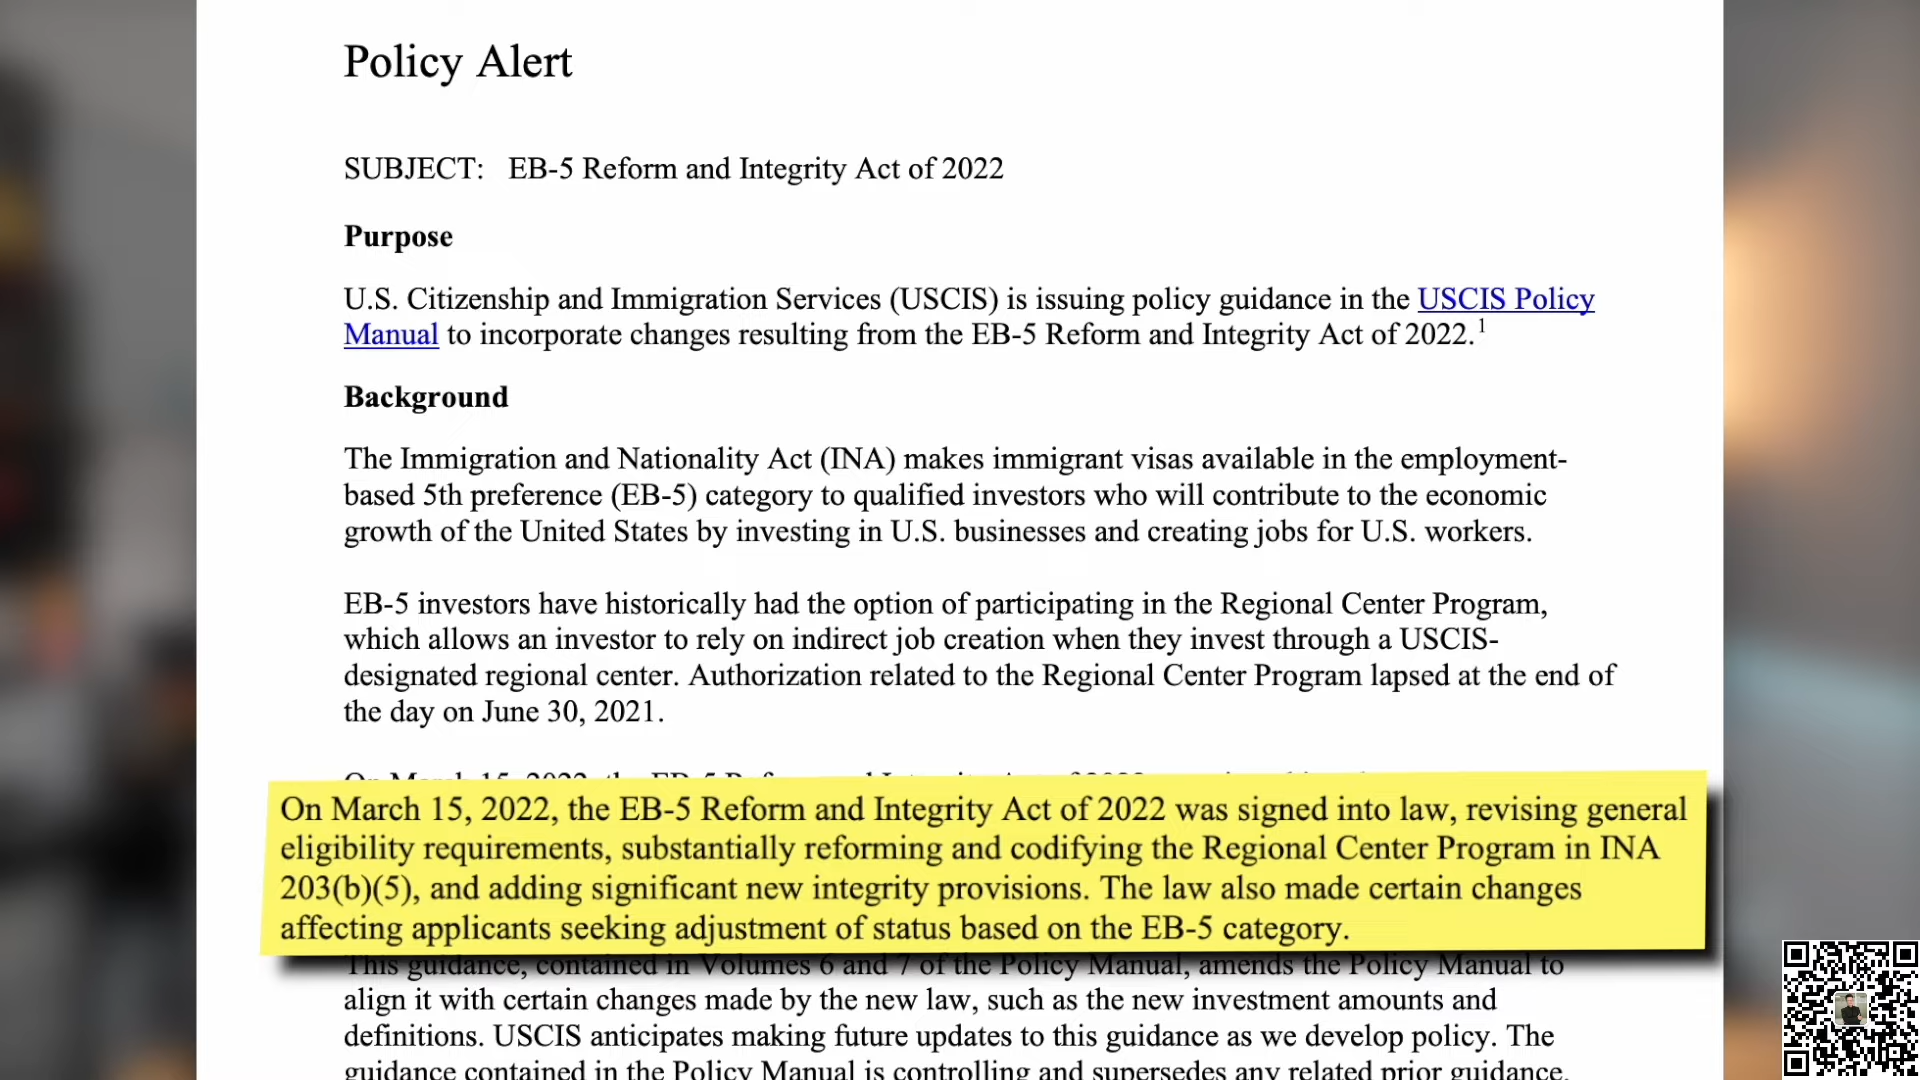 Policy Alert
SUBJECT: EB-5 Reform and Integrity Act of 2022
Purpose
U.S. Citizenship and Immigration Services (USCIS) is issuing policy guidance in the USCIS Policy
Manual to incorporate changes resulting from the EB-5 Reform and Integrity Act of 2022.1
Background
The Immigration and Nationality Act (INA) makes immigrant visas available in the employment-
based 5th preference (EB-5) category to qualified investors who will contribute to the economic
growth of the United States by investing in U.S. businesses and creating jobs for U.S. workers.
EB-5 investors have historically had the option of participating in the Regional Center Program,
which allows an investor to rely on indirect job creation when they invest through a USCIS-
designated regional center. Authorization related to the Regional Center Program lapsed at the end of
the day on June 30, 2021.
On March 15, 2022, the EB-5 Reform and Integrity Act of 2022 was signed into law, revising general
eligibility requirements, substantially reforming and codifying the Regional Center Program in INA
203(b)(5), and adding significant new integrity provisions. The law also made certain changes
affecting applicants seeking adjustment of status based on the EB-5 category.
This guidance, contained in Volumes 6 and 7 of the Policy Manual, amends the Policy Manual to
align it with certain changes made by the new law, such as the new investment amounts and
definitions. USCIS anticipates making future updates to this guidance as we develop policy. The
guidance contained in the Policy Manual is controlling and supersedes any related prior guidance.